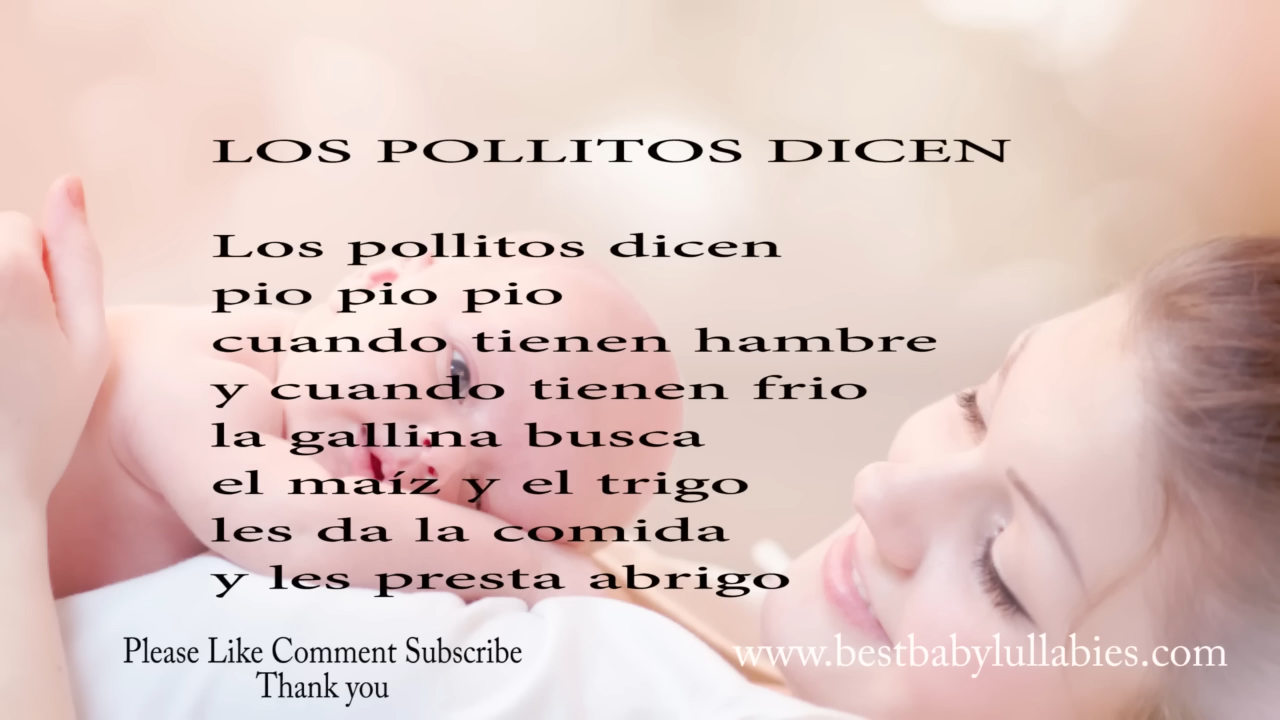 LOS POLLITOS DICEN
Los pollitos dicen
pio pio pio
cuando tienen hambre
y cuando tienen frio
la gallina busca
el maíz y el trigo
les da la comida
y les presta abrigo
Please Like Comment Subscribe
Thank you
www.bestbabylullabies.com